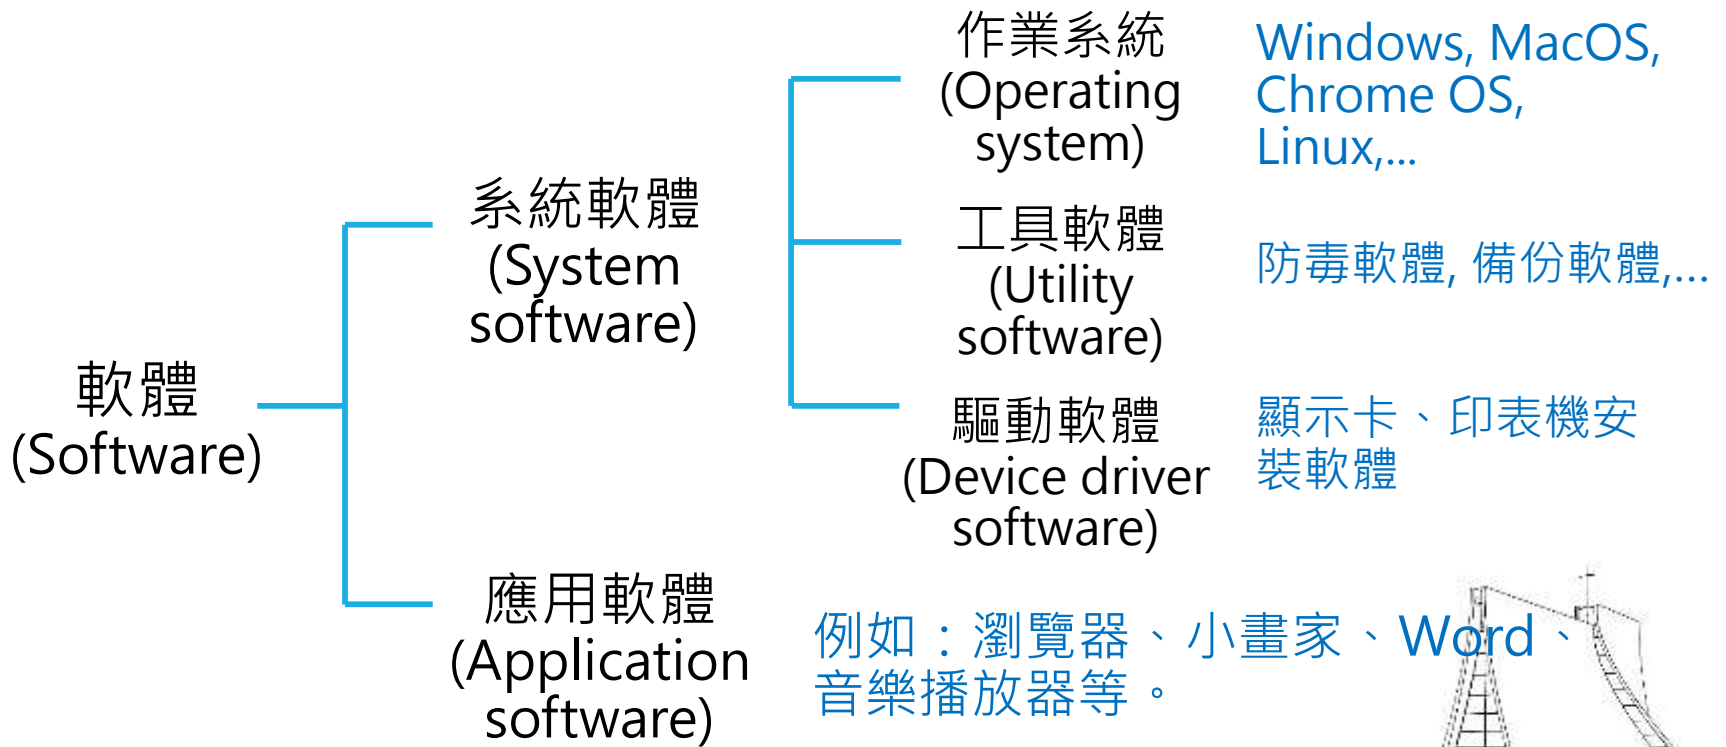 軟體
(Software)
系統軟體
(System
software)
作業系統
(Operating
system)
Windows, MacOS,
Chrome OS,
Linux,...
工具軟體
(Utility
software)
防毒軟體, 備份軟體,...
驅動軟體
(Device driver
software)
顯示卡、印表機安
裝軟體
應用軟體
(Application
software)
例如：瀏覽器、小畫家、Word、
音樂播放器等。